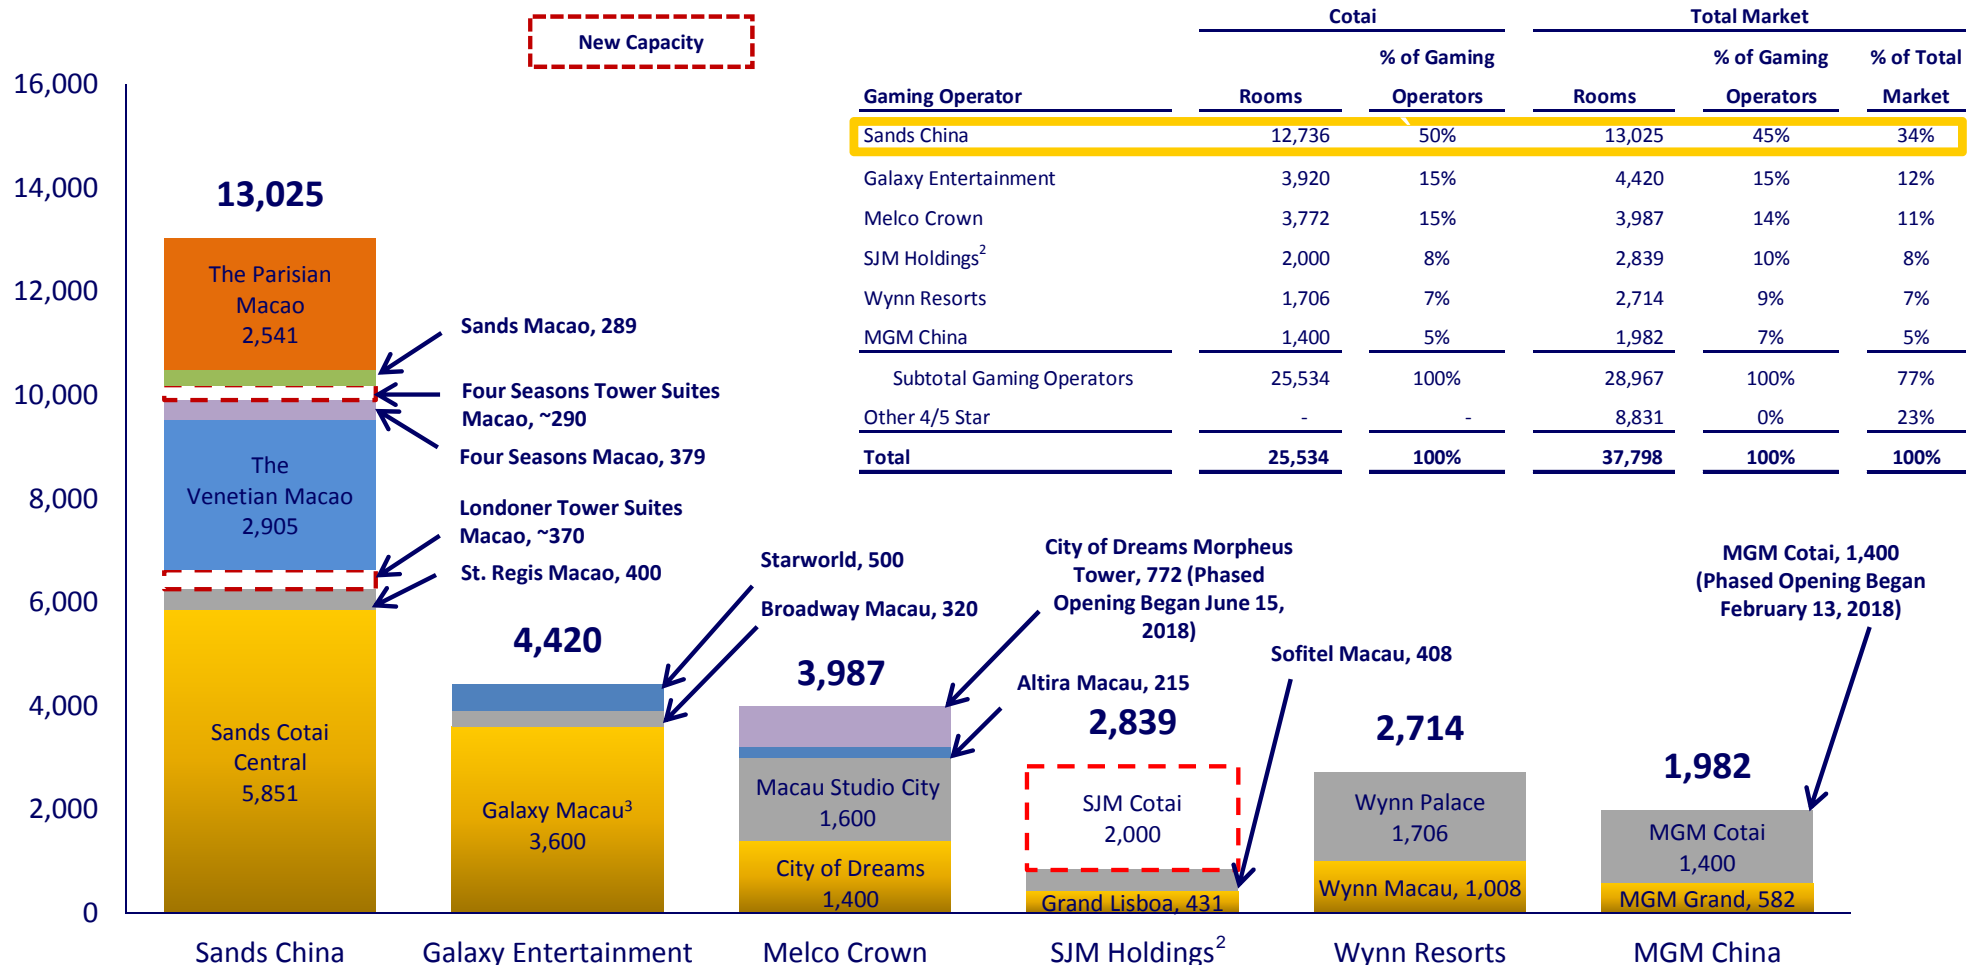 New Capacity
Cotai Total Market
% of Gaming % of Gaming % of Total
Gaming Operator Rooms Operators Rooms Operators Market
Sands China 12,736 50% 13,025 45% 34%
Galaxy Entertainment 3,920 15% 4,420 15% 12%
Melco Crown 3,772 15% 3,987 14% 11%
SJM Holdings2 2,000 8% 2,839 10% 8%
Wynn Resorts 1,706 7% 2,714 9% 7%
MGM China 1,400 5% 1,982 7% 5%
Subtotal Gaming Operators 25,534 100% 28,967 100% 77%
Other 4/5 Star - - 8,831 0% 23%
Total 25,534 100% 37,798 100% 100%
16,000
14,000
12,000
10,000
8,000
6,000
4,000
2,000
0
13,025
The Parisian
Macao
2,541
Sands Macao, 289
Four Seasons Tower Suites
Macao, ~290
Four Seasons Macao, 379
The
Venetian Macao
2,905
Londoner Tower Suites
Macao, ~370
St. Regis Macao, 400
Sands Cotai
Central
5,851
4,420
Starworld, 500
Broadway Macau, 320
Galaxy Macau³
3,600
3,987
City of Dreams Morpheus
Tower, 772 (Phased
Opening Began June 15,
2018)
Altira Macau, 215
Macau Studio City
1,600
City of Dreams
1,400
2,839
Sofitel Macau, 408
SJM Cotai
2,000
Grand Lisboa, 431
2,714
Wynn Palace
1,706
Wynn Macau, 1,008
1,982
MGM Cotai, 1,400
(Phased Opening Began
February 13, 2018)
MGM Cotai
1,400
MGM Grand, 582
Sands China
Galaxy Entertainment
Melco Crown
SJM Holdings2
Wynn Resorts
MGM China